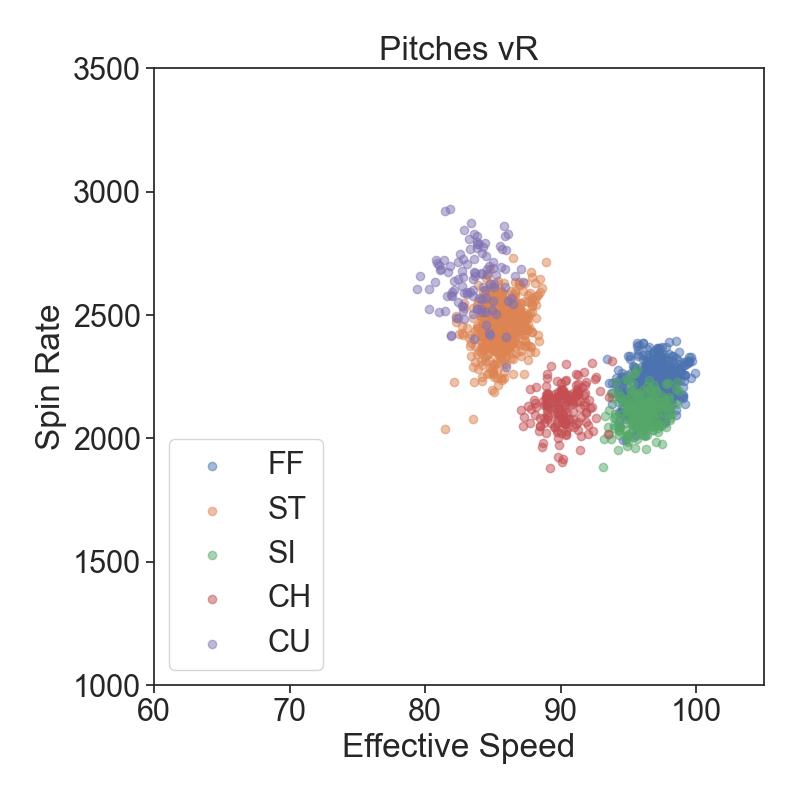 Pitches vR
3500
3000
2500
2000
1500
1000
Spin Rate
FF
ST
SI
CH
CU
60 70 80 90 100
Effective Speed